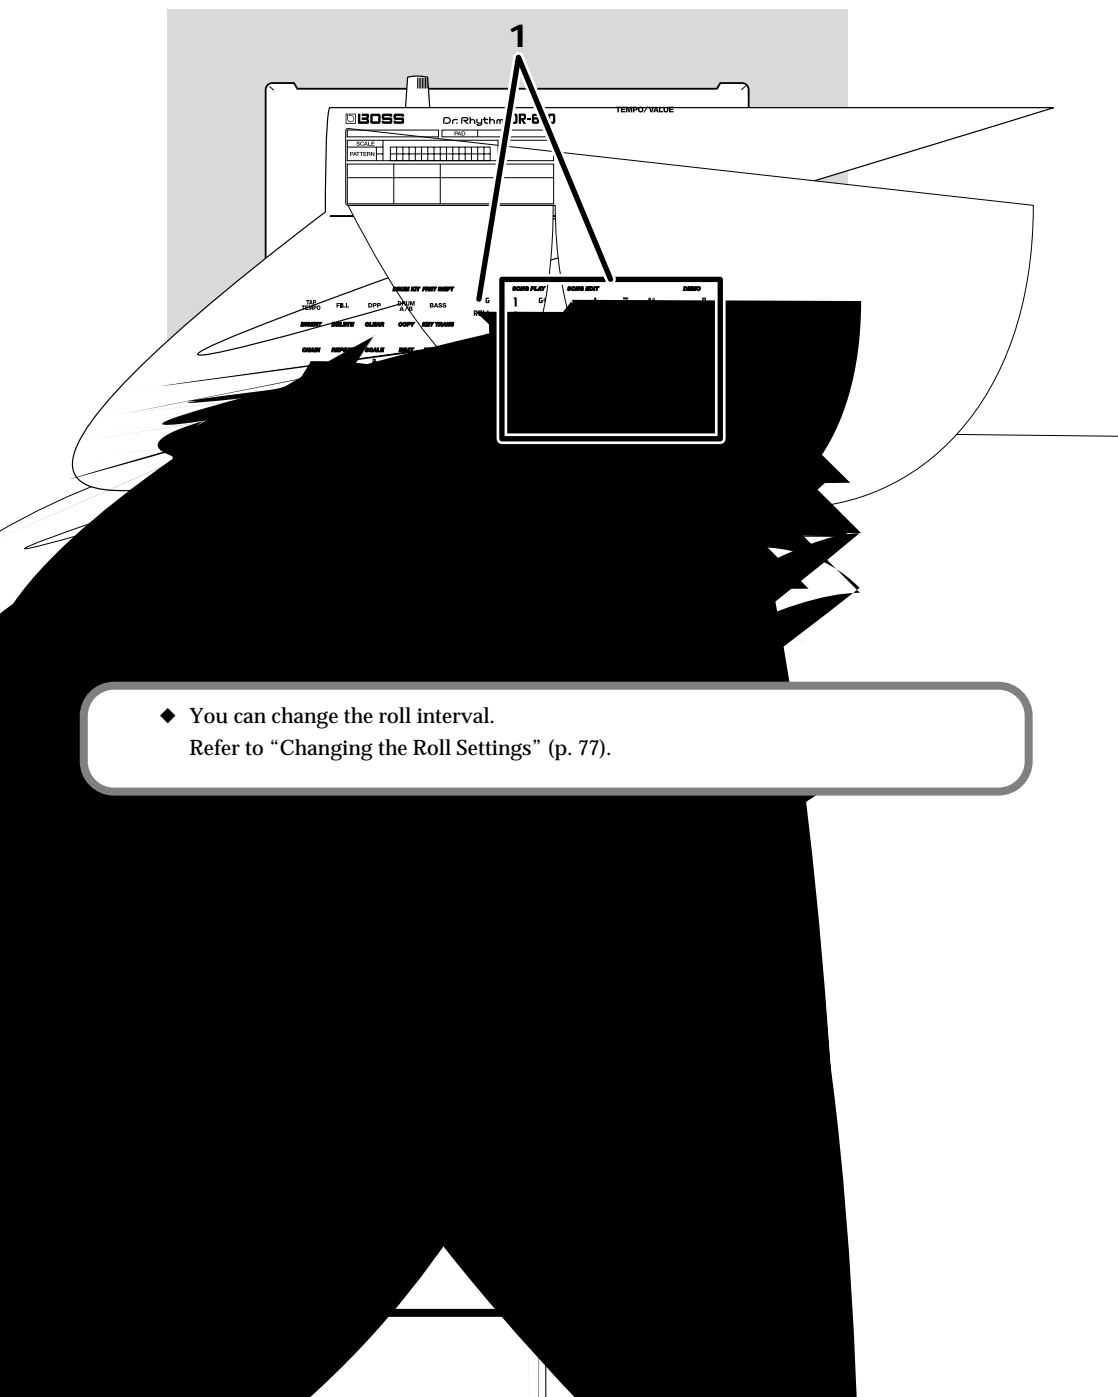 1
TEMPO/VALUE
BOSS Dr. Rhythm
PAD
SCALE
PATTERN
DRUM KIT PART SHIFT SONG PLAY SONG EDIT DEMO
TAP TEMPO FILL DPP DRUM A/B BASS
G 1
INSERT DELETE CLEAR COPY KEY TRANS
CHAIN SCALE
◆ You can change the roll interval.
Refer to “Changing the Roll Settings” (p. 77).